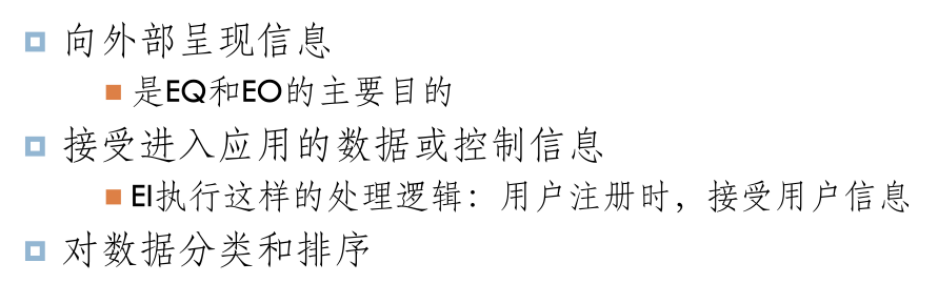 向外部呈现信息
是EQ和EO的主要目的
接受进入应用的数据或控制信息
EI执行这样的处理逻辑：用户注册时，接受用户信息
对数据分类和排序